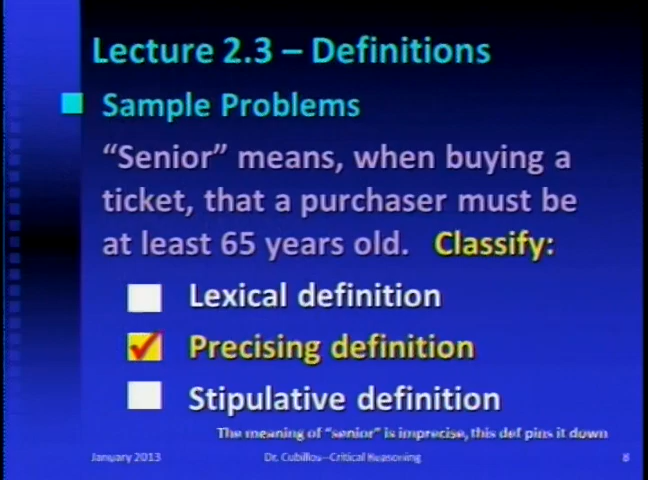 Lecture 2.3 – Definitions
Sample Problems
“Senior” means, when buying a
ticket, that a purchaser must be
at least 65 years old. Classify:
Lexical definition
Precising definition
Stipulative definition
The meaning of “senior” is imprecise, this def pins it down
January 2013 Dr. Cubillos--Critical Reasoning 8